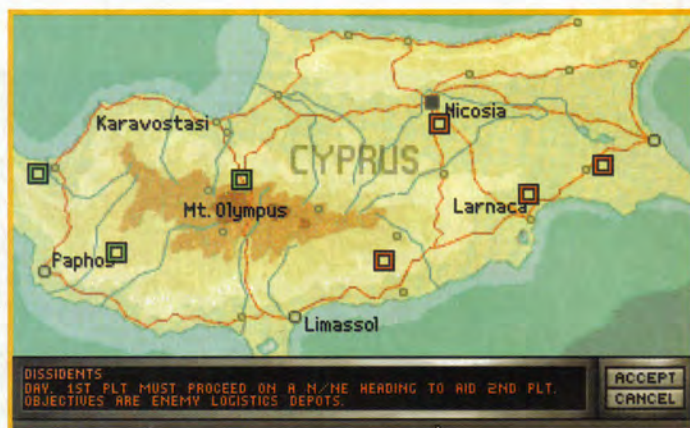 Nicosia
Karavostasi
CYPRUS
Mt. Olympus
Larnaca
Paphos
Limassol
DISSIDENTS
DAY. 1ST PLT MUST PROCEED ON A N/NE HEADING TO AID 2ND PLT.
OBJECTIVES ARE ENEMY LOGISTICS DEPOTS.
ACCEPT
CANCEL